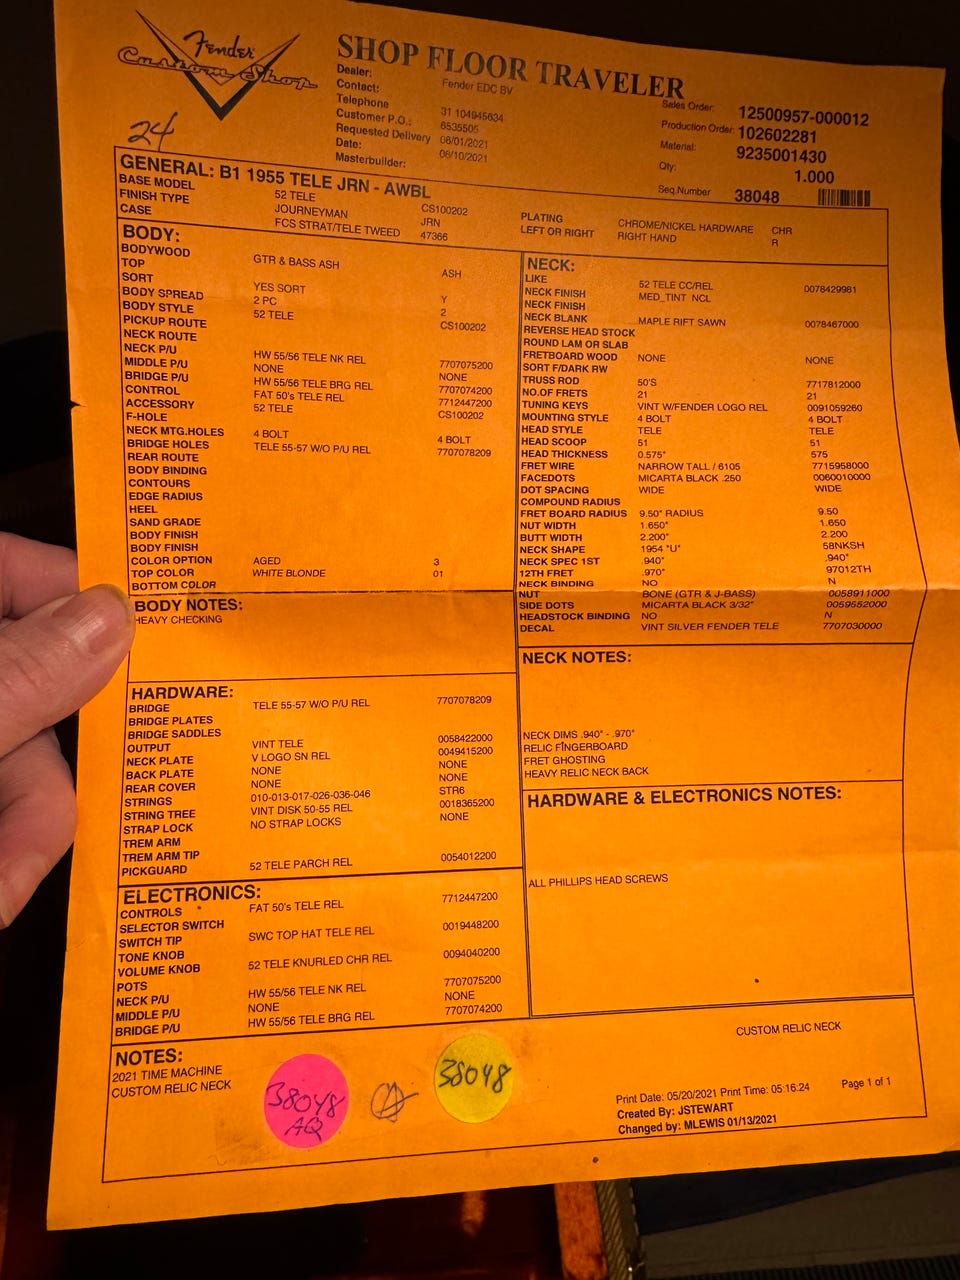 Fender
Custom Shop
SHOP FLOOR TRAVELER
24
Dealer: Fender EDC BV
Contact:
Telephone 31 104945634
Customer P.O.: 6535505
Requested Delivery 06/01/2021
Date: 06/10/2021
Masterbuilder:
Sales Order: 12500957-000012
Production Order: 102602281
Material: 9235001430
Qty: 1.000
Seq.Number 38048
GENERAL: B1 1955 TELE JRN - AWBL
BASE MODEL 52 TELE CS100202
FINISH TYPE JOURNEYMAN JRN
CASE FCS STRAT/TELE TWEED 47366
PLATING CHROME/NICKEL HARDWARE CHR
LEFT OR RIGHT RIGHT HAND R
BODY:
BODYWOOD GTR & BASS ASH ASH
TOP
SORT YES SORT Y
BODY SPREAD 2 PC 2
BODY STYLE 52 TELE CS100202
PICKUP ROUTE
NECK ROUTE
NECK P/U HW 55/56 TELE NK REL 7707075200
MIDDLE P/U NONE NONE
BRIDGE P/U HW 55/56 TELE BRG REL 7707074200
CONTROL FAT 50's TELE REL 7712447200
ACCESSORY 52 TELE CS100202
F-HOLE
NECK MTG.HOLES 4 BOLT 4 BOLT
BRIDGE HOLES TELE 55-57 W/O P/U REL 7707078209
REAR ROUTE
BODY BINDING
CONTOURS
EDGE RADIUS
HEEL
SAND GRADE
BODY FINISH
BODY FINISH
COLOR OPTION AGED 3
TOP COLOR WHITE BLONDE 01
BOTTOM COLOR
NECK:
LIKE 52 TELE CC/REL 0078429981
NECK FINISH MED_TINT NCL
NECK FINISH
NECK BLANK MAPLE RIFT SAWN 0078467000
REVERSE HEAD STOCK
ROUND LAM OR SLAB
FRETBOARD WOOD NONE NONE
SORT F/DARK RW
TRUSS ROD 50'S 7717812000
NO.OF FRETS 21 21
TUNING KEYS VINT W/FENDER LOGO REL 0091059260
MOUNTING STYLE 4 BOLT 4 BOLT
HEAD STYLE TELE TELE
HEAD SCOOP 51 51
HEAD THICKNESS 0.575" 575
FRET WIRE NARROW TALL / 6105 7715958000
FACEDOTS MICARTA BLACK .250 0060010000
DOT SPACING WIDE WIDE
COMPOUND RADIUS
FRET BOARD RADIUS 9.50" RADIUS 9.50
NUT WIDTH 1.650" 1.650
BUTT WIDTH 2.200" 2.200
NECK SHAPE 1954 "U" 58NKSH
NECK SPEC 1ST .940" .940"
12TH FRET .970" 97012TH
NECK BINDING NO N
NUT BONE (GTR & J-BASS) 0058911000
SIDE DOTS MICARTA BLACK 3/32" 0059552000
HEADSTOCK BINDING NO N
DECAL VINT SILVER FENDER TELE 7707030000
BODY NOTES:
HEAVY CHECKING
NECK NOTES:
NECK DIMS .940" - .970"
RELIC FINGERBOARD
FRET GHOSTING
HEAVY RELIC NECK BACK
HARDWARE:
BRIDGE TELE 55-57 W/O P/U REL 7707078209
BRIDGE PLATES
BRIDGE SADDLES
OUTPUT VINT TELE 0058422000
NECK PLATE V LOGO SN REL 0049415200
BACK PLATE NONE NONE
REAR COVER NONE NONE
STRINGS 010-013-017-026-036-046 STR6
STRING TREE VINT DISK 50-55 REL 0018365200
STRAP LOCK NO STRAP LOCKS NONE
TREM ARM
TREM ARM TIP
PICKGUARD 52 TELE PARCH REL 0054012200
HARDWARE & ELECTRONICS NOTES:
ALL PHILLIPS HEAD SCREWS
ELECTRONICS:
CONTROLS FAT 50's TELE REL 7712447200
SELECTOR SWITCH
SWITCH TIP SWC TOP HAT TELE REL 0019448200
TONE KNOB
VOLUME KNOB 52 TELE KNURLED CHR REL 0094040200
POTS
NECK P/U HW 55/56 TELE NK REL 7707075200
MIDDLE P/U NONE NONE
BRIDGE P/U HW 55/56 TELE BRG REL 7707074200
NOTES:
2021 TIME MACHINE
CUSTOM RELIC NECK
CUSTOM RELIC NECK
38048
AQ
38048
Print Date: 05/20/2021 Print Time: 05:16:24
Page 1 of 1
Created By: JSTEWART
Changed by: MLEWIS 01/13/2021